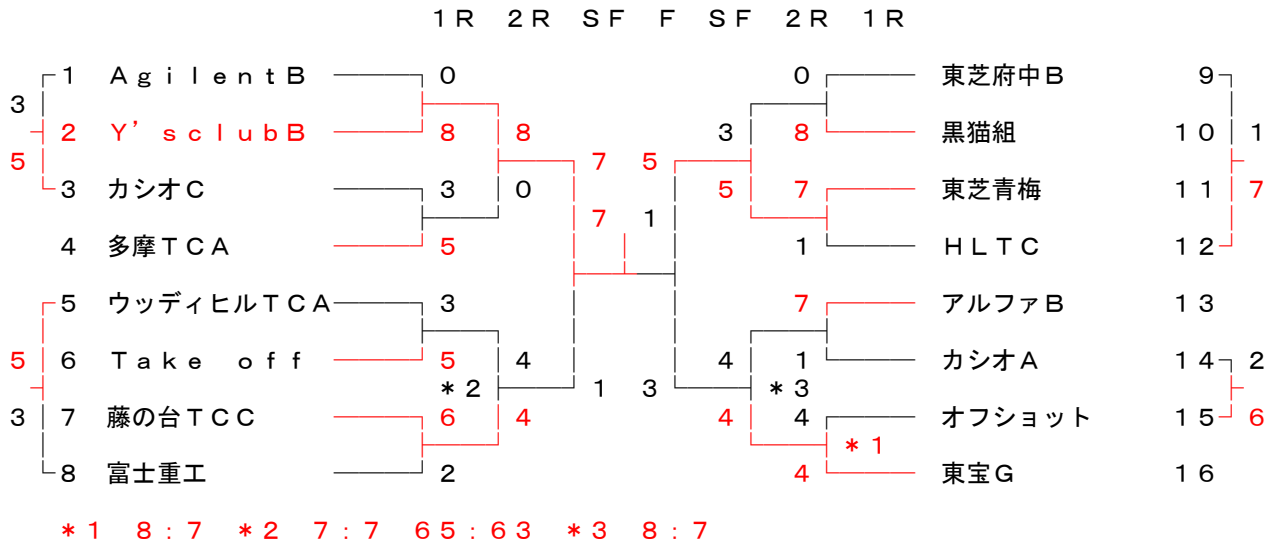 １Ｒ　２Ｒ　ＳＦ　Ｆ　ＳＦ　２Ｒ　１Ｒ
１　ＡｇｉｌｅｎｔＢ　０　０　東芝府中Ｂ　９
３　３　１
２　Ｙ’ｓｃｌｕｂＢ　８　８　８　黒猫組　１０
５　７　５　７
３　カシオＣ　３　０　５　７　東芝青梅　１１
７　１
４　多摩ＴＣＡ　５　１　ＨＬＴＣ　１２
５　ウッディヒルＴＣＡ　３　７　アルファＢ　１３
５　６　Ｔａｋｅ　ｏｆｆ　５　４　４　１　カシオＡ　１４　２
＊２　１　３　＊３
３　７　藤の台ＴＣＣ　６　４　４　４　オフショット　１５　６
＊１
８　富士重工　２　４　東宝Ｇ　１６
＊１　８：７　＊２　７：７　６５：６３　＊３　８：７